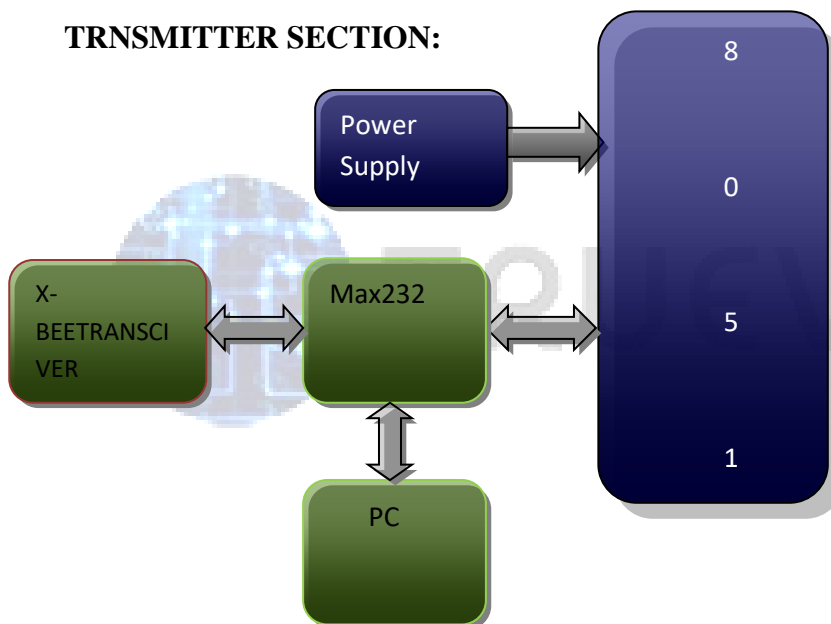 TRNSMITTER SECTION:
Power
Supply
8
0
5
1
X-
BEETRANSCI
VER
Max232
PC